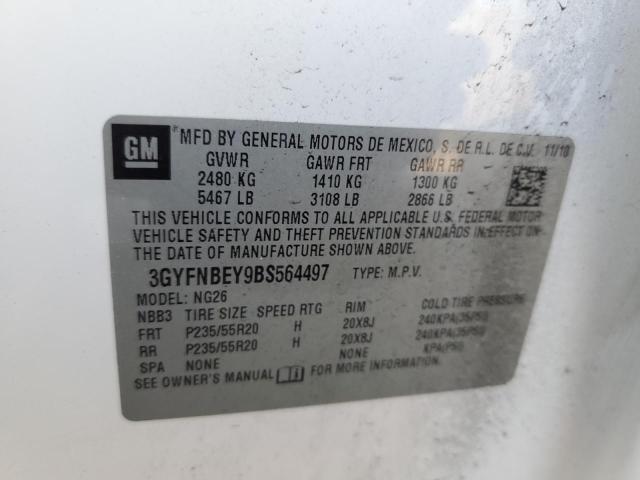 GM
MFD BY GENERAL MOTORS DE MEXICO, S. DE R.L. DE C.V. 11/10
GVWR GAWR FRT GAWR RR
2480 KG 1410 KG 1300 KG
5467 LB 3108 LB 2866 LB
THIS VEHICLE CONFORMS TO ALL APPLICABLE U.S. FEDERAL MOTOR
VEHICLE SAFETY AND THEFT PREVENTION STANDARDS IN EFFECT ON
THE DATE OF MANUFACTURE SHOWN ABOVE.
3GYFNBEY9BS564497 TYPE: M.P.V.
MODEL: NG26
NBB3 TIRE SIZE SPEED RTG RIM COLD TIRE PRESSURE
FRT P235/55R20 H 20X8J 240KPA(35PSI)
RR P235/55R20 H 20X8J 240KPA(35PSI)
SPA NONE NONE KPA(PSI)
SEE OWNER'S MANUAL FOR MORE INFORMATION.